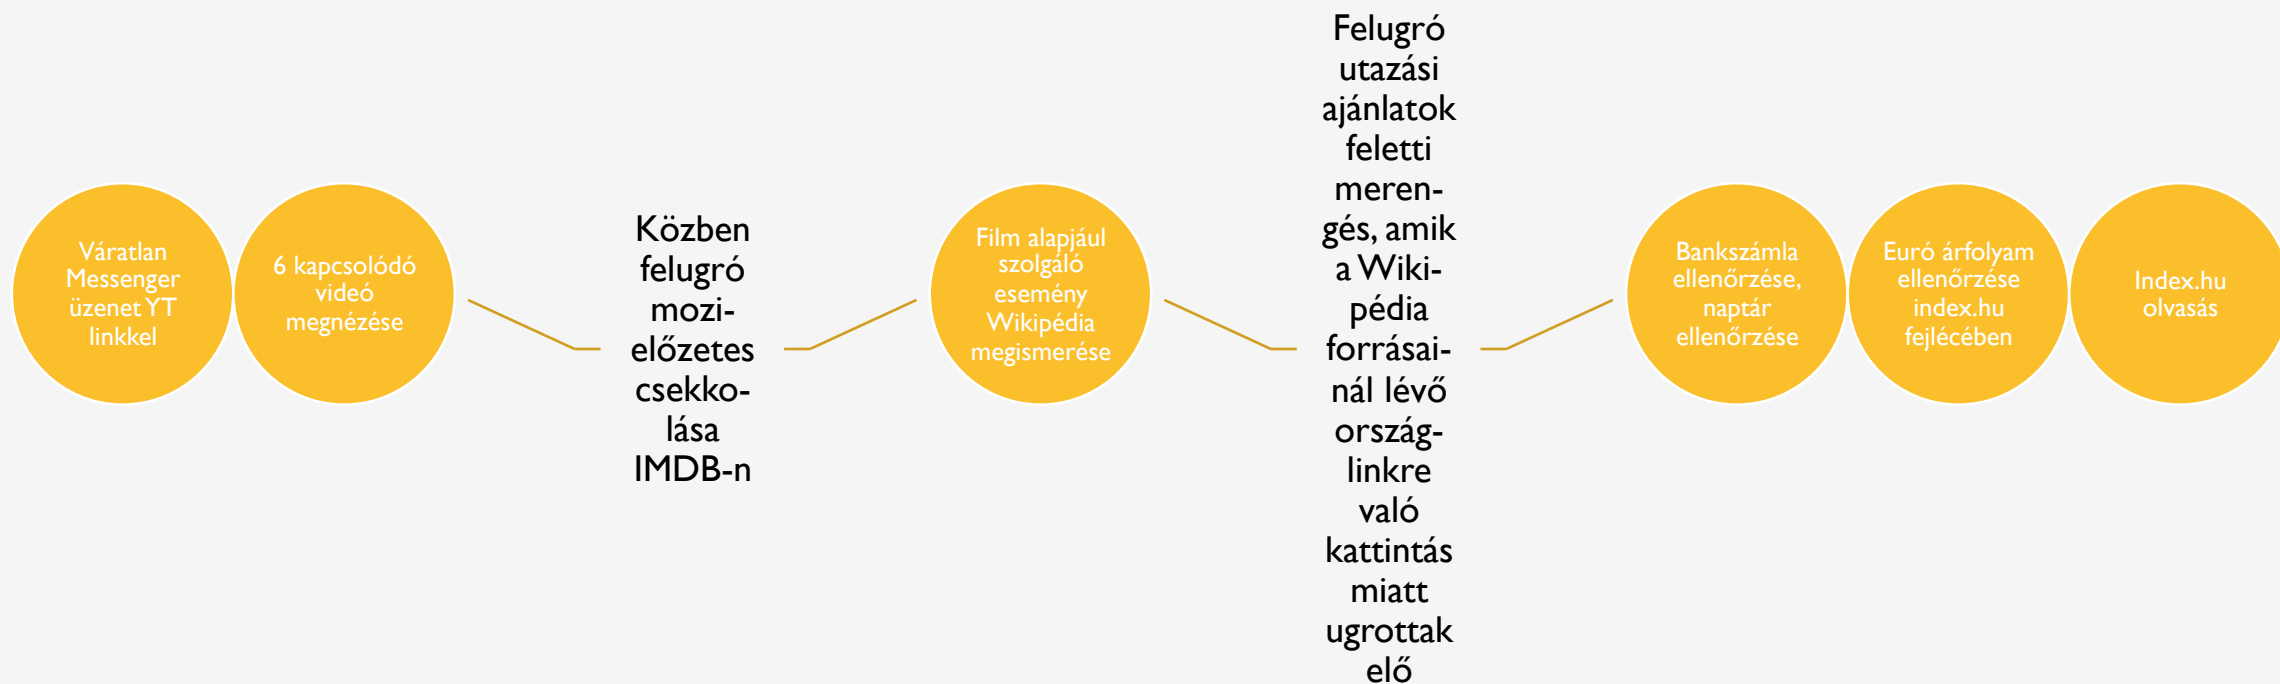 Váratlan
Messenger
üzenet YT
linkkel
6 kapcsolódó
videó
megnézése
Közben
felugró
mozi-
előzetes
csekko-
lása
IMDB-n
Film alapjául
szolgáló
esemény
Wikipédia
megismerése
Felugró
utazási
ajánlatok
feletti
meren-
gés, amik
a Wiki-
pédia
forrásai-
nál lévő
ország-
linkre
való
kattintás
miatt
ugrottak
elő
Bankszámla
ellenőrzése,
naptár
ellenőrzése
Euró árfolyam
ellenőrzése
index.hu
fejlécében
Index.hu
olvasás